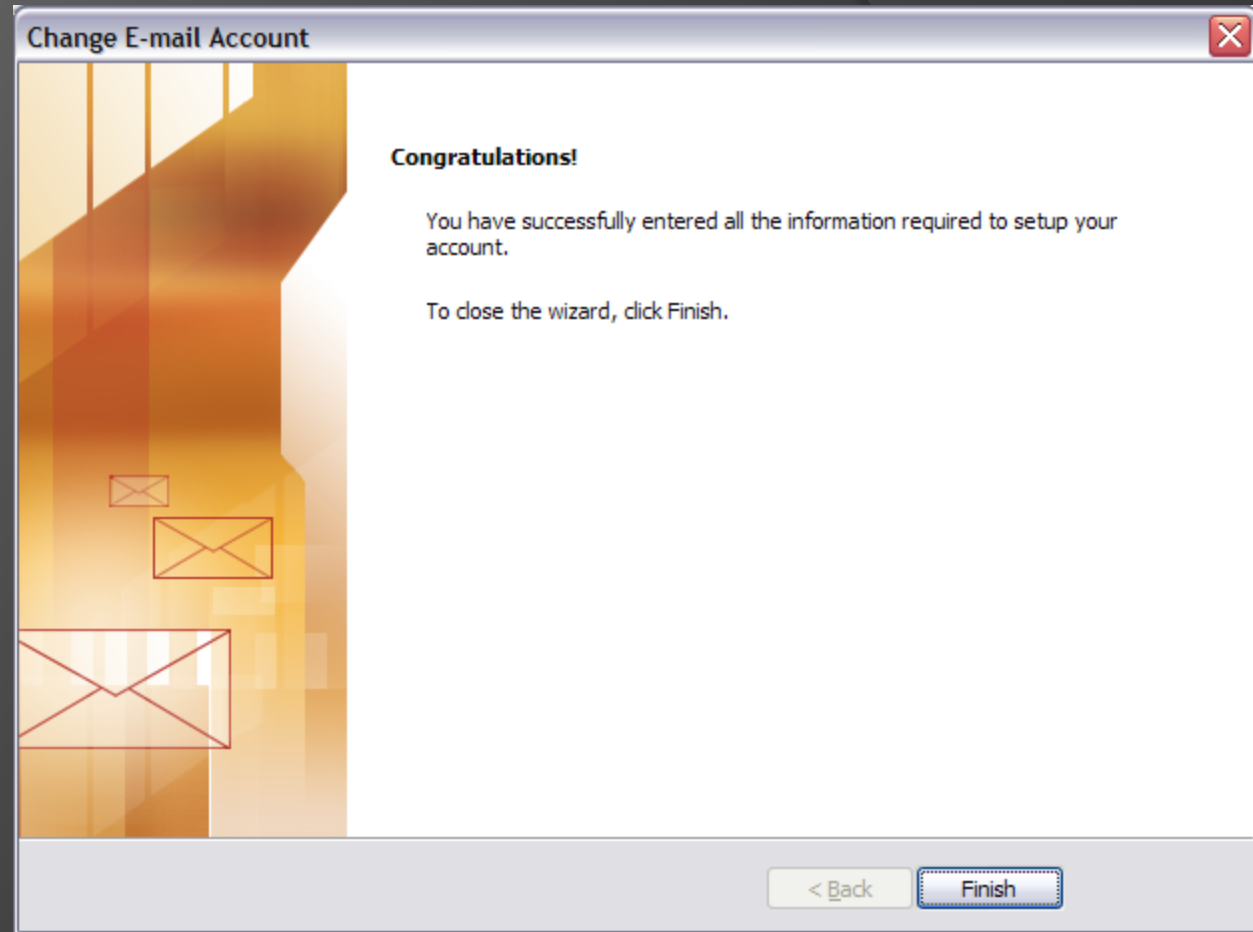 Change E-mail Account
Congratulations!
You have successfully entered all the information required to setup your
account.
To close the wizard, click Finish.
< Back
Finish